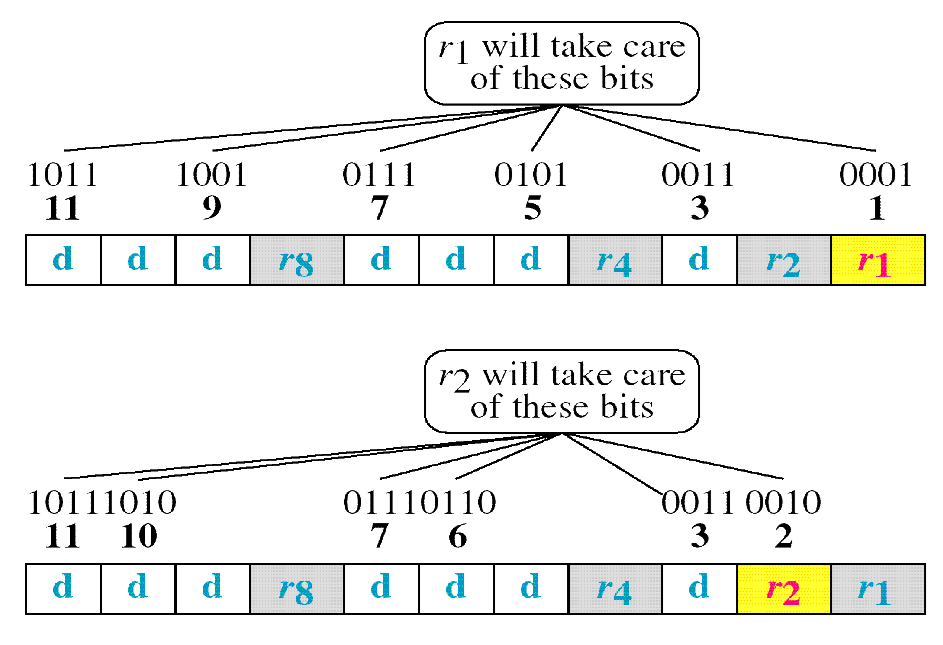 r1 will take care
of these bits
1011 1001 0111 0101 0011 0001
11 9 7 5 3 1
d d d r8 d d d r4 d r2 r1
r2 will take care
of these bits
1011 1010 0111 0110 0011 0010
11 10 7 6 3 2
d d d r8 d d d r4 d r2 r1